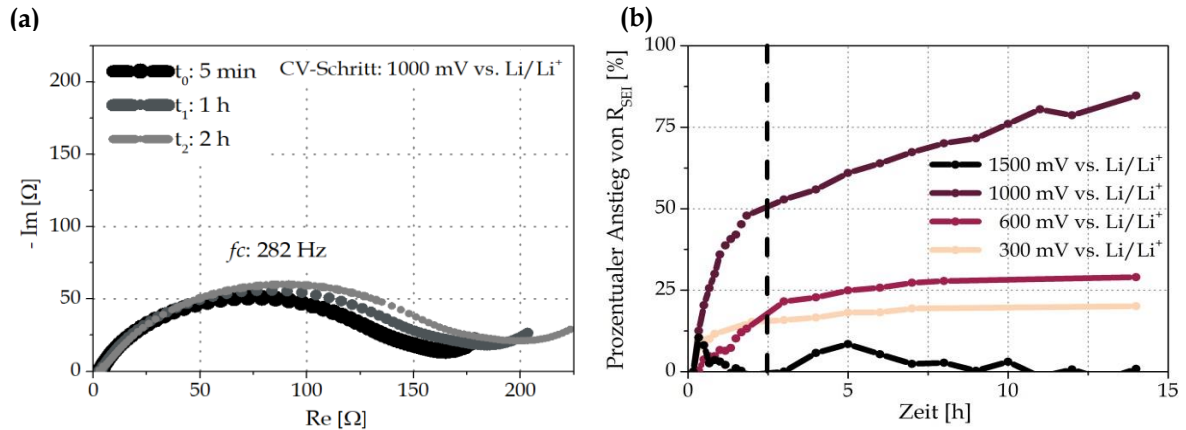 (a)
t₀: 5 min
t₁: 1 h
t₂: 2 h
CV-Schritt: 1000 mV vs. Li/Li⁺
fc: 282 Hz
- Im [Ω]
200
150
100
50
0
0
50
100
150
200
Re [Ω]
(b)
Prozentualer Anstieg von R_SEI [%]
100
75
50
25
0
1500 mV vs. Li/Li⁺
1000 mV vs. Li/Li⁺
600 mV vs. Li/Li⁺
300 mV vs. Li/Li⁺
0
5
10
15
Zeit [h]